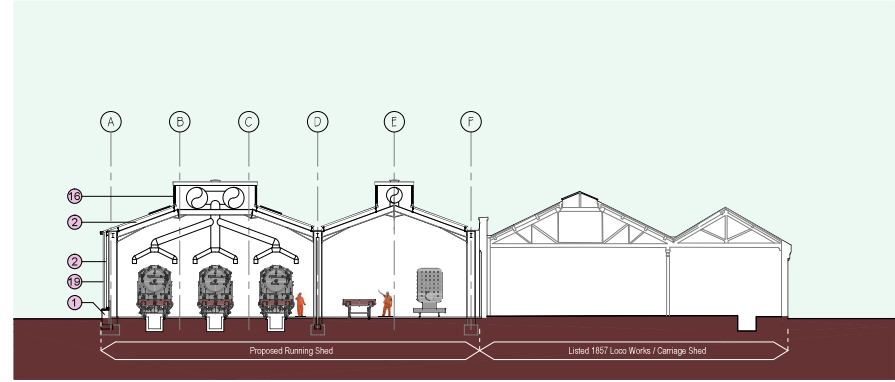 A B C D E F
16
2
2
19
1
Proposed Running Shed
Listed 1857 Loco Works / Carriage Shed